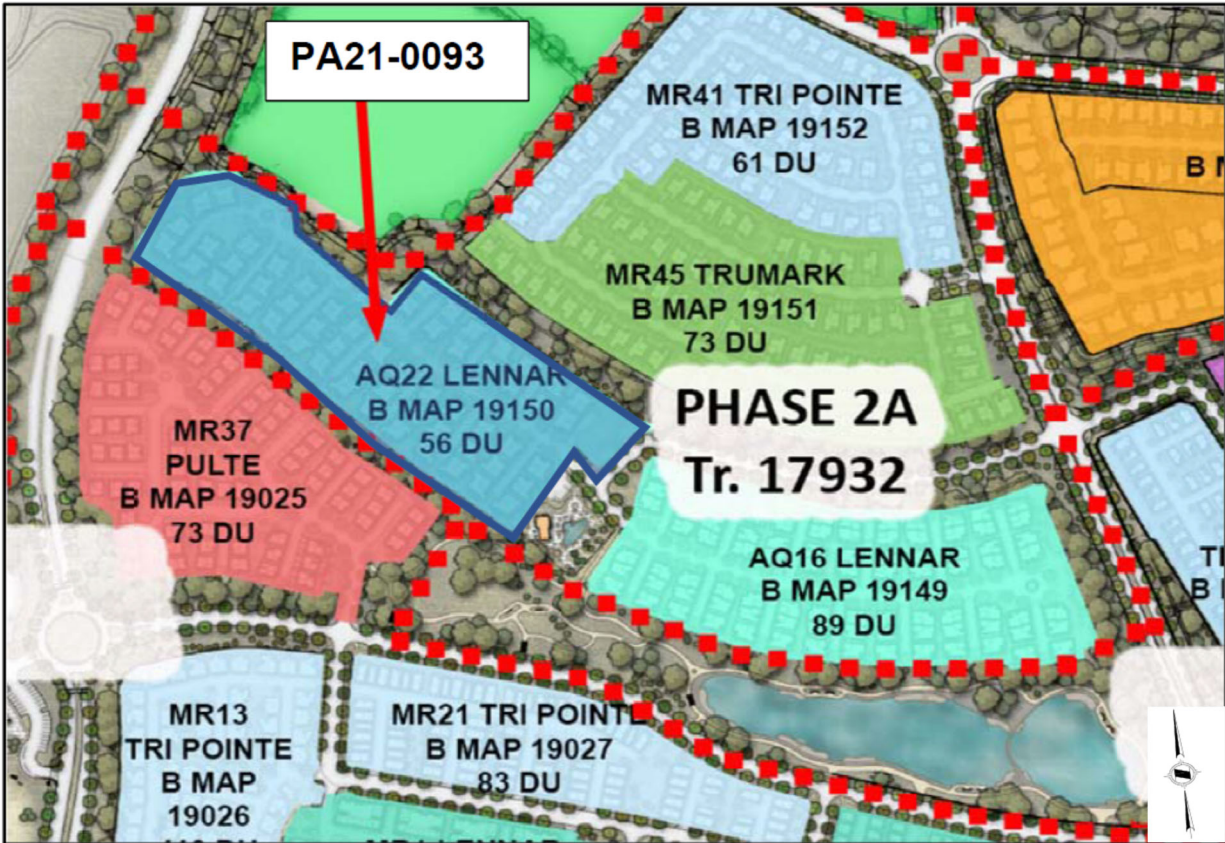 PA21-0093
MR41 TRI POINTE
B MAP 19152
61 DU
MR45 TRUMARK
B MAP 19151
73 DU
AQ22 LENNAR
B MAP 19150
56 DU
PHASE 2A
Tr. 17932
MR37
PULTE
B MAP 19025
73 DU
AQ16 LENNAR
B MAP 19149
89 DU
MR13
TRI POINTE
B MAP
19026
MR21 TRI POINTE
B MAP 19027
83 DU